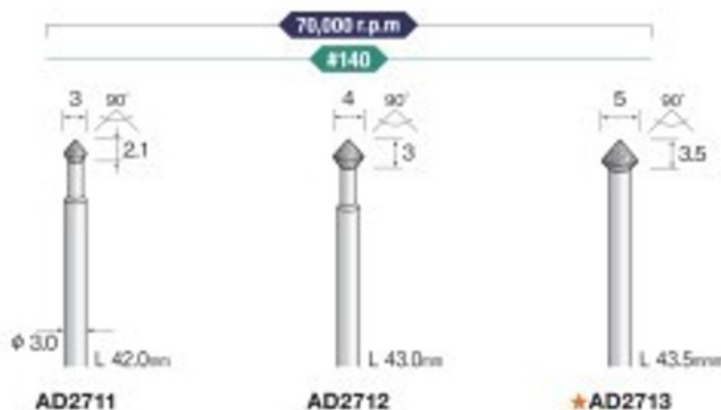 70,000 r.p.m
#140
3 90°
2.1
4 90°
3
5 90°
3.5
φ 3.0
L 42.0mm
L 43.0mm
L 43.5mm
AD2711
AD2712
★AD2713